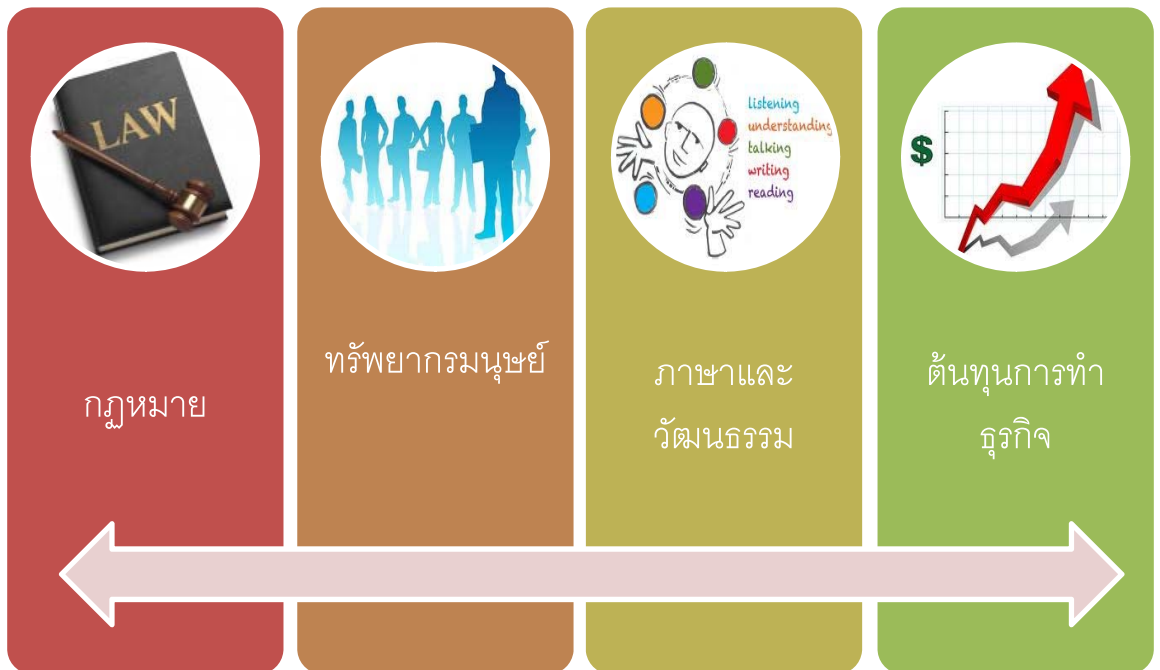 LAW
กฎหมาย
ทรัพยากรมนุษย์
listening
understanding
talking
writing
reading
ภาษาและ
วัฒนธรรม
$
ต้นทุนการทำ
ธุรกิจ